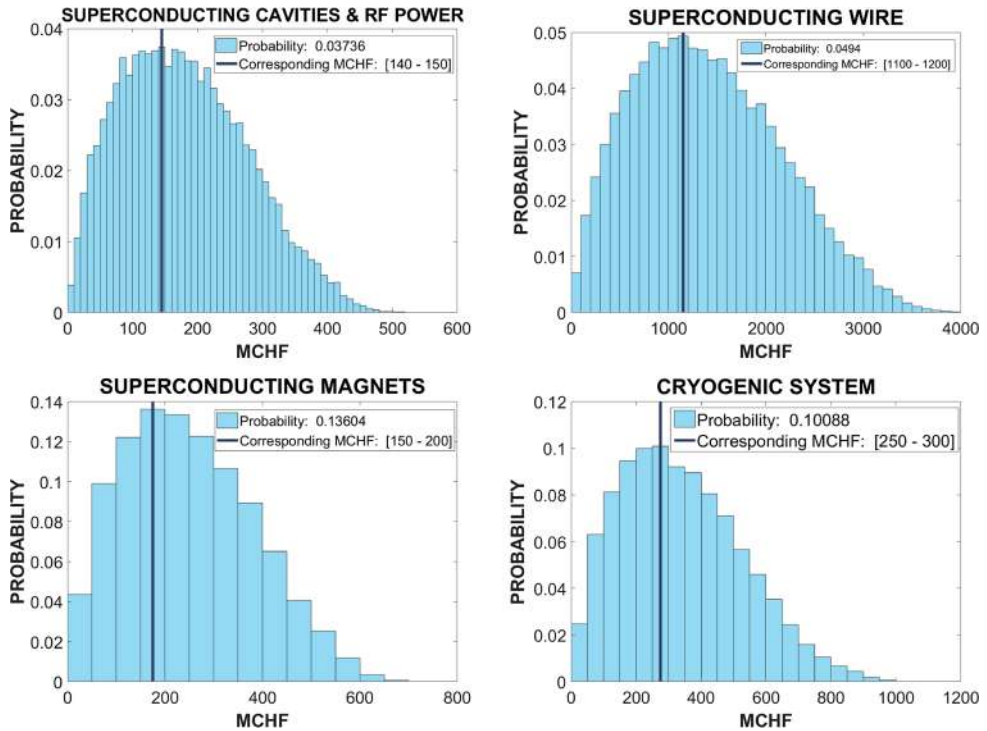 SUPERCONDUCTING CAVITIES & RF POWER
0.04
0.03
0.02
0.01
0
PROBABILITY
Probability: 0.03736
Corresponding MCHF: [140 - 150]
0 100 200 300 400 500 600
MCHF
SUPERCONDUCTING WIRE
0.05
0.04
0.03
0.02
0.01
0
PROBABILITY
Probability: 0.0494
Corresponding MCHF: [1100 - 1200]
0 1000 2000 3000 4000
MCHF
SUPERCONDUCTING MAGNETS
0.14
0.12
0.1
0.08
0.06
0.04
0.02
0
PROBABILITY
Probability: 0.13604
Corresponding MCHF: [150 - 200]
0 200 400 600 800
MCHF
CRYOGENIC SYSTEM
0.12
0.1
0.08
0.06
0.04
0.02
0
PROBABILITY
Probability: 0.10088
Corresponding MCHF: [250 - 300]
0 200 400 600 800 1000 1200
MCHF